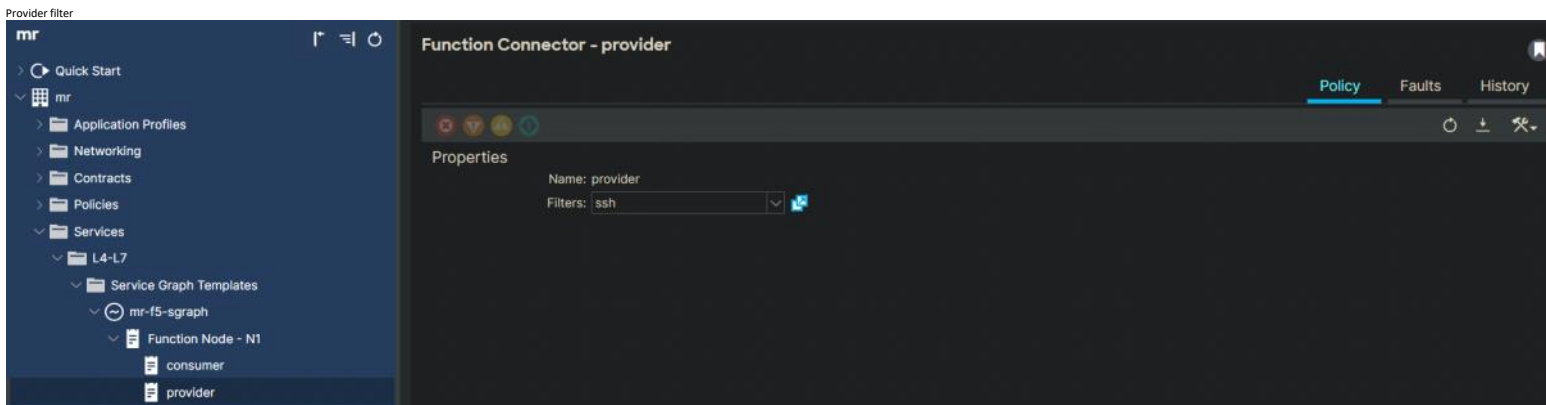 Provider filter
mr
Quick Start
mr
Application Profiles
Networking
Contracts
Policies
Services
L4-L7
Service Graph Templates
mr-f5-sgraph
Function Node - N1
consumer
provider
Function Connector - provider
Policy Faults History
Properties
Name: provider
Filters: ssh